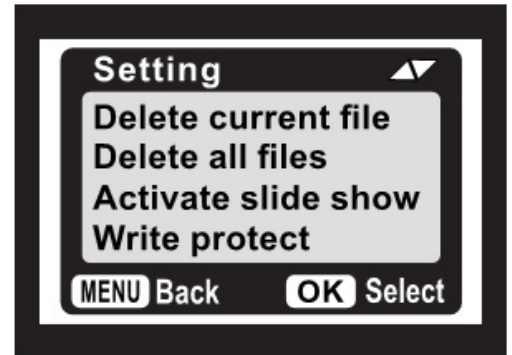 Setting
Delete current file
Delete all files
Activate slide show
Write protect
MENU Back OK Select